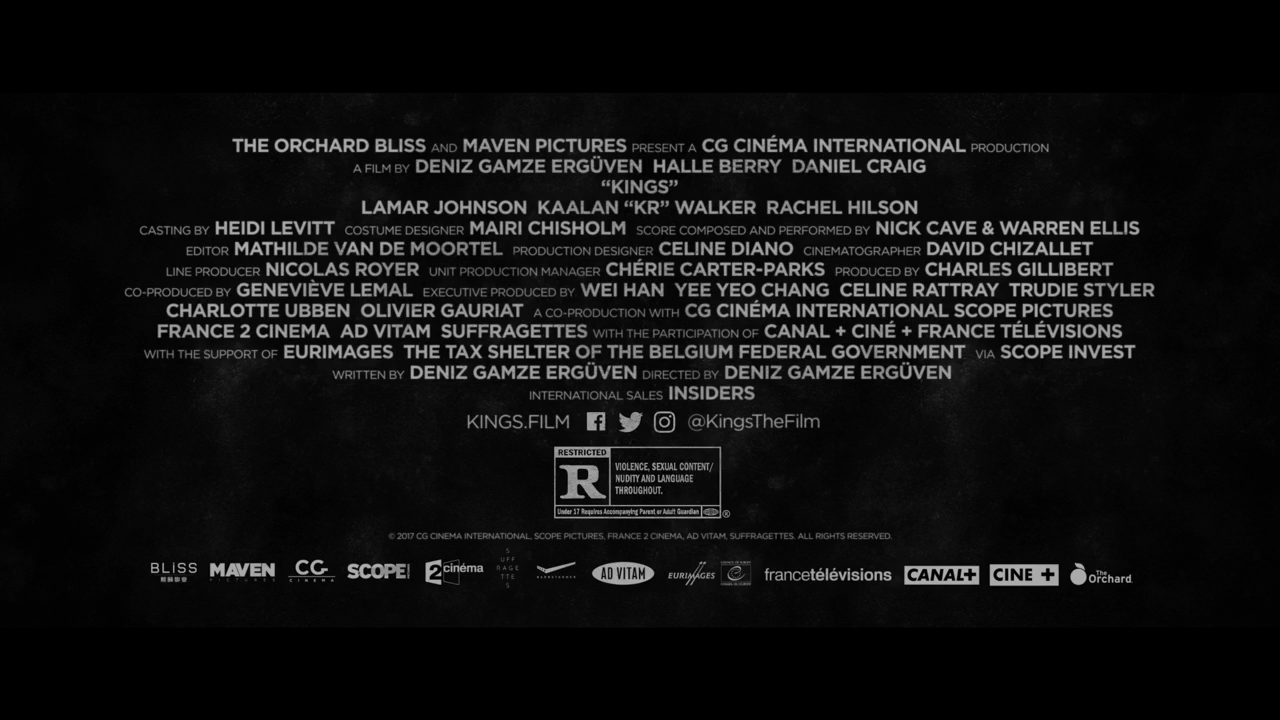 THE ORCHARD BLISS AND MAVEN PICTURES PRESENT A CG CINÉMA INTERNATIONAL PRODUCTION
A FILM BY DENIZ GAMZE ERGÜVEN HALLE BERRY DANIEL CRAIG
“KINGS”
LAMAR JOHNSON KAALAN “KR” WALKER RACHEL HILSON
CASTING BY HEIDI LEVITT COSTUME DESIGNER MAIRI CHISHOLM SCORE COMPOSED AND PERFORMED BY NICK CAVE & WARREN ELLIS
EDITOR MATHILDE VAN DE MOORTEL PRODUCTION DESIGNER CELINE DIANO CINEMATOGRAPHER DAVID CHIZALLET
LINE PRODUCER NICOLAS ROYER UNIT PRODUCTION MANAGER CHÉRIE CARTER-PARKS PRODUCED BY CHARLES GILLIBERT
CO-PRODUCED BY GENEVIÈVE LEMAL EXECUTIVE PRODUCED BY WEI HAN YEE YEO CHANG CELINE RATTRAY TRUDIE STYLER
CHARLOTTE UBBEN OLIVIER GAURIAT A CO-PRODUCTION WITH CG CINÉMA INTERNATIONAL SCOPE PICTURES
FRANCE 2 CINEMA AD VITAM SUFFRAGETTES WITH THE PARTICIPATION OF CANAL + CINÉ + FRANCE TÉLÉVISIONS
WITH THE SUPPORT OF EURIMAGES THE TAX SHELTER OF THE BELGIUM FEDERAL GOVERNMENT VIA SCOPE INVEST
WRITTEN BY DENIZ GAMZE ERGÜVEN DIRECTED BY DENIZ GAMZE ERGÜVEN
INTERNATIONAL SALES INSIDERS
KINGS.FILM @KingsTheFilm
RESTRICTED
R
VIOLENCE, SEXUAL CONTENT/
NUDITY AND LANGUAGE
THROUGHOUT.
Under 17 Requires Accompanying Parent or Adult Guardian ®
© 2017 CG CINEMA INTERNATIONAL, SCOPE PICTURES, FRANCE 2 CINEMA, AD VITAM, SUFFRAGETTES. ALL RIGHTS RESERVED.
BLISS
MAVEN
PICTURES
CG
CINEMA
SCOPE
2 cinéma
S
UFF
RAGE
TTE
S
AD VITAM
EURIMAGES
francetélévisions
CANAL+
CINE +
The
Orchard